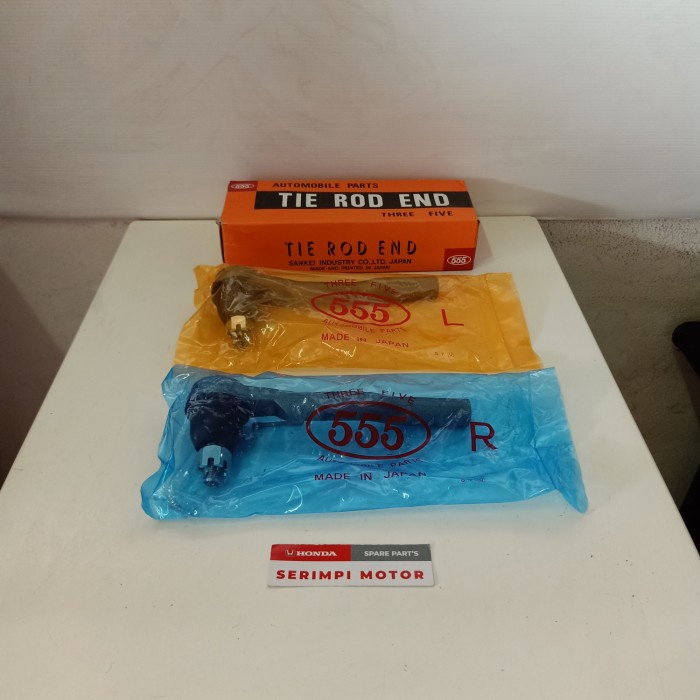 555
AUTOMOBILE PARTS
TIE ROD END
THREE FIVE
TIE ROD END
SANKEI INDUSTRY CO.,LTD. JAPAN
MADE AND PRINTED IN JAPAN
555
THREE FIVE
555
AUTOMOBILE PARTS
MADE IN JAPAN
L
THREE FIVE
555
AUTOMOBILE PARTS
MADE IN JAPAN
R
HONDA SPARE PART'S
SERIMPI MOTOR